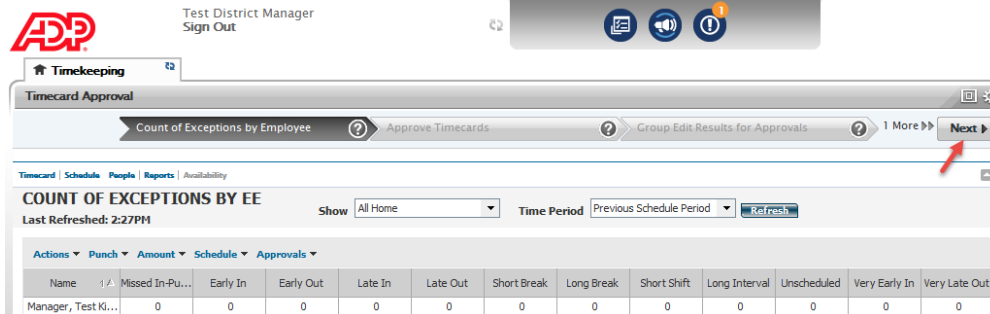 ADP
Test District Manager
Sign Out
1
Timekeeping
Timecard Approval
Count of Exceptions by Employee ? Approve Timecards ? Group Edit Results for Approvals ? 1 More Next
Timecard | Schedule People | Reports | Availability
COUNT OF EXCEPTIONS BY EE
Last Refreshed: 2:27PM
Show All Home Time Period Previous Schedule Period Refresh
Actions Punch Amount Schedule Approvals
Name 1 Missed In-Pu... Early In Early Out Late In Late Out Short Break Long Break Short Shift Long Interval Unscheduled Very Early In Very Late Out
Manager, Test Ki... 0 0 0 0 0 0 0 0 0 0 0 0